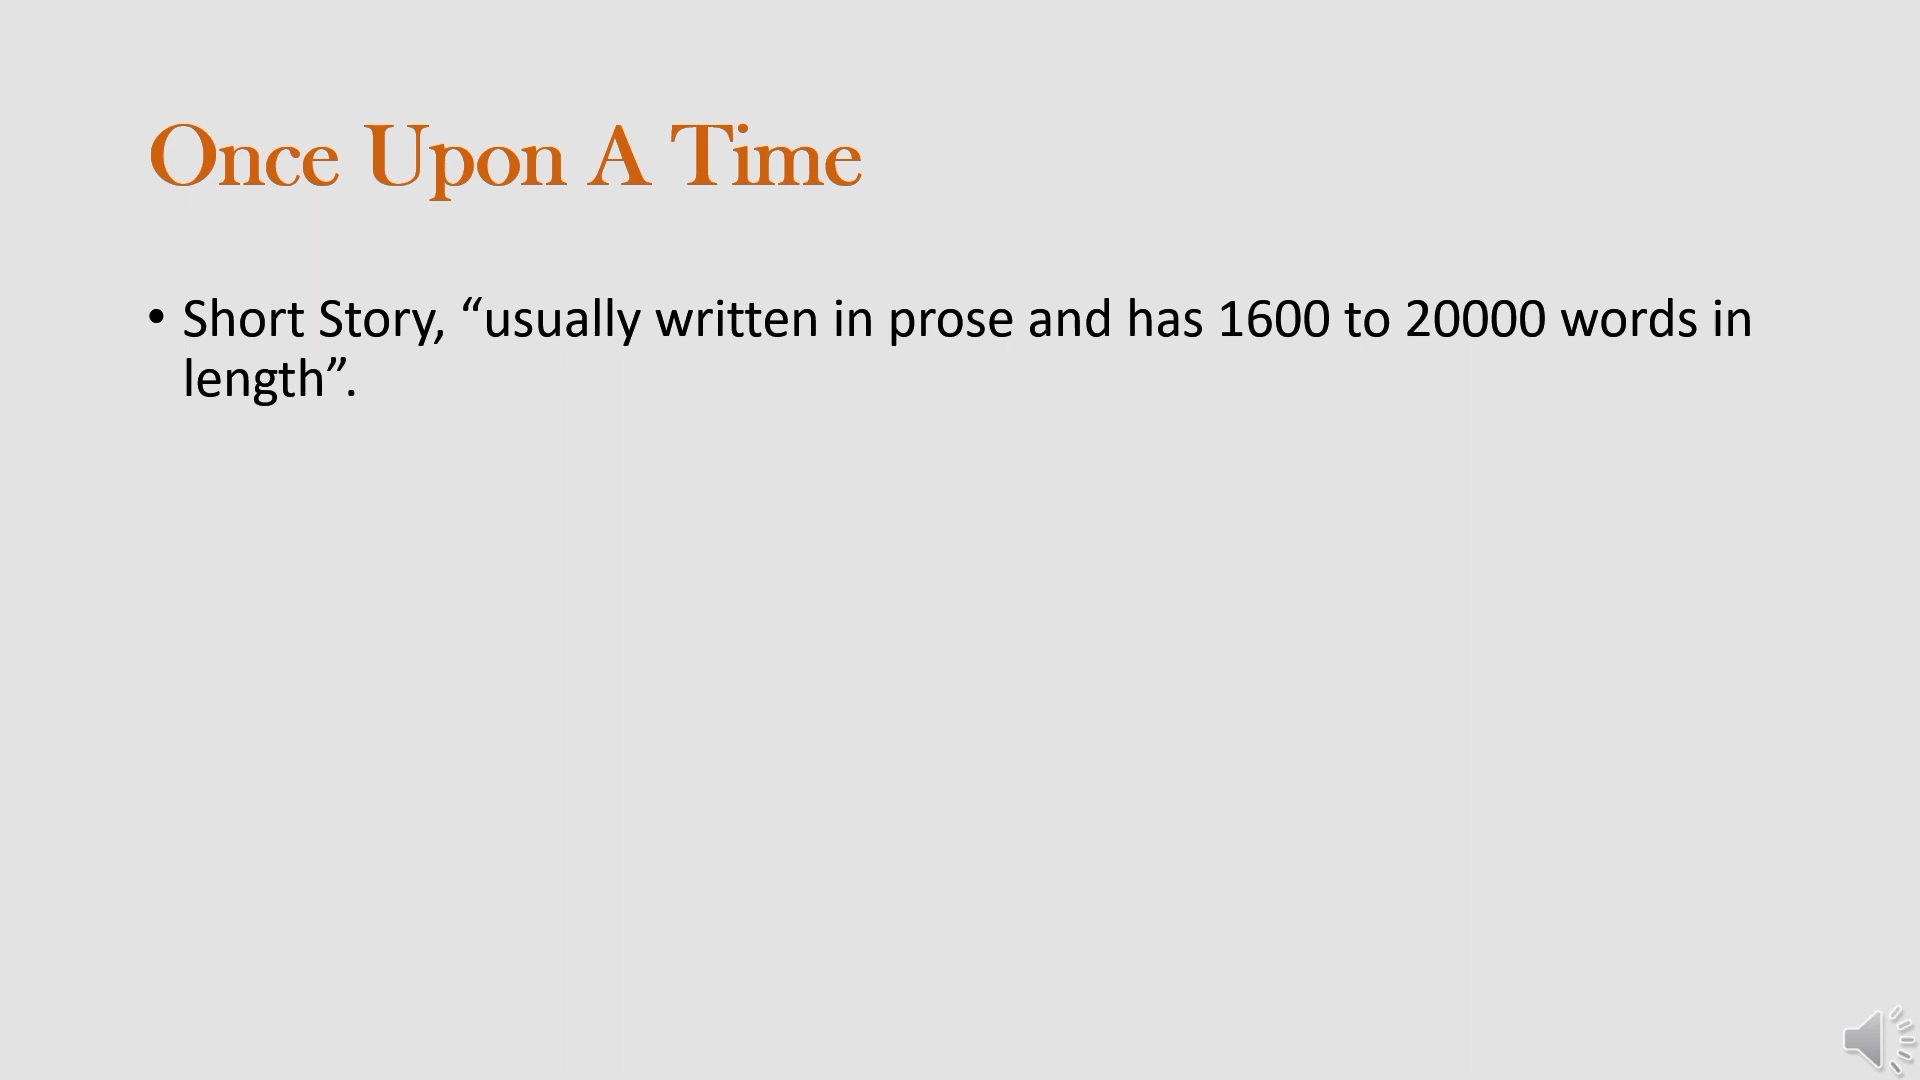 Once Upon A Time
• Short Story, “usually written in prose and has 1600 to 20000 words in
length”.